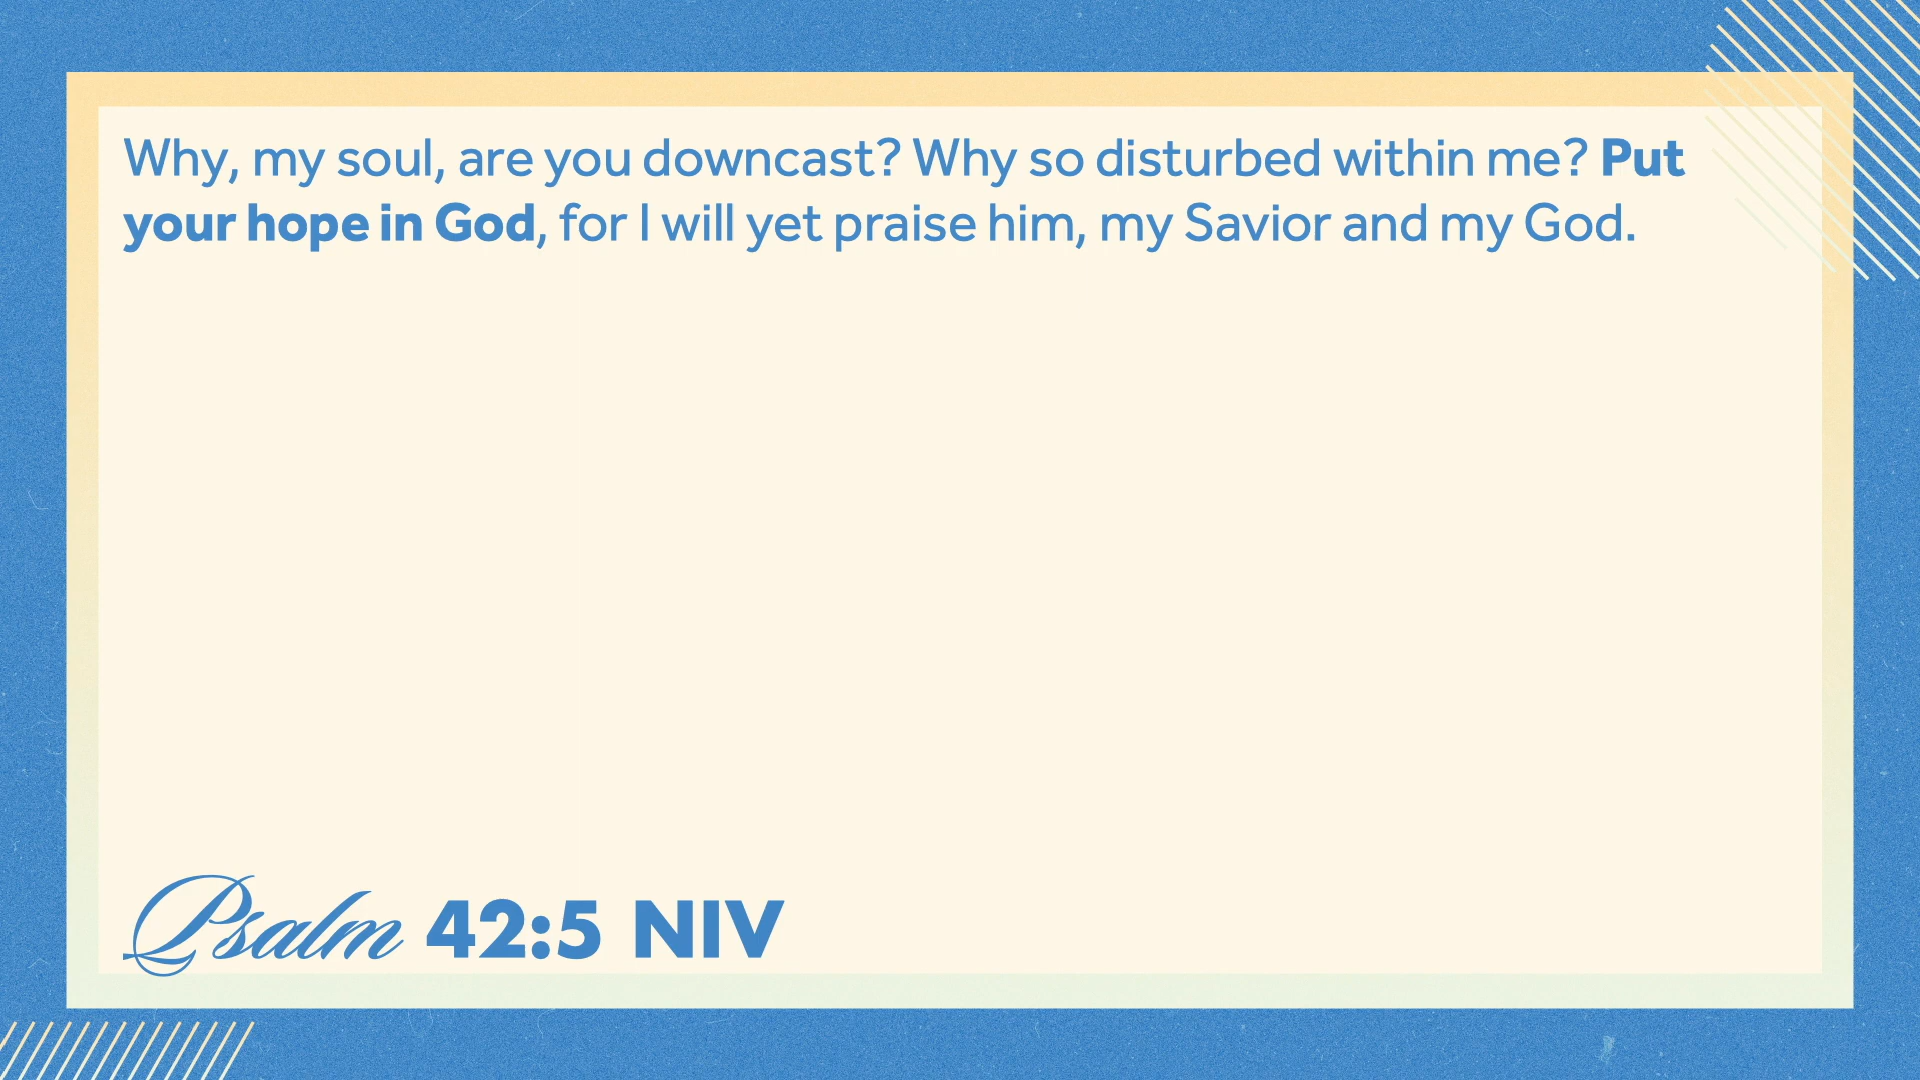 Why, my soul, are you downcast? Why so disturbed within me? Put
your hope in God, for I will yet praise him, my Savior and my God.
Psalm 42:5 NIV